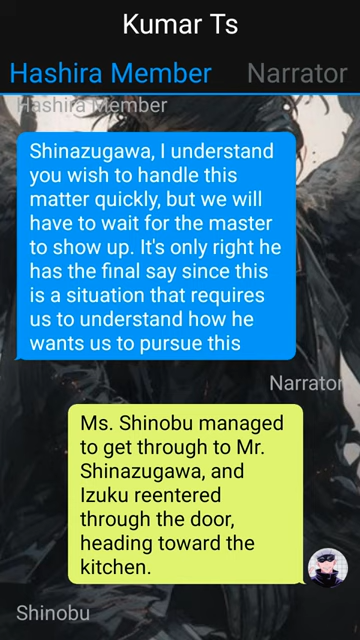 Kumar Ts
Hashira Member Narrator
Hashira Member
Shinazugawa, I understand
you wish to handle this
matter quickly, but we will
have to wait for the master
to show up. It's only right he
has the final say since this
is a situation that requires
us to understand how he
wants us to pursue this
Narrator
Ms. Shinobu managed
to get through to Mr.
Shinazugawa, and
Izuku reentered
through the door,
heading toward the
kitchen.
Shinobu